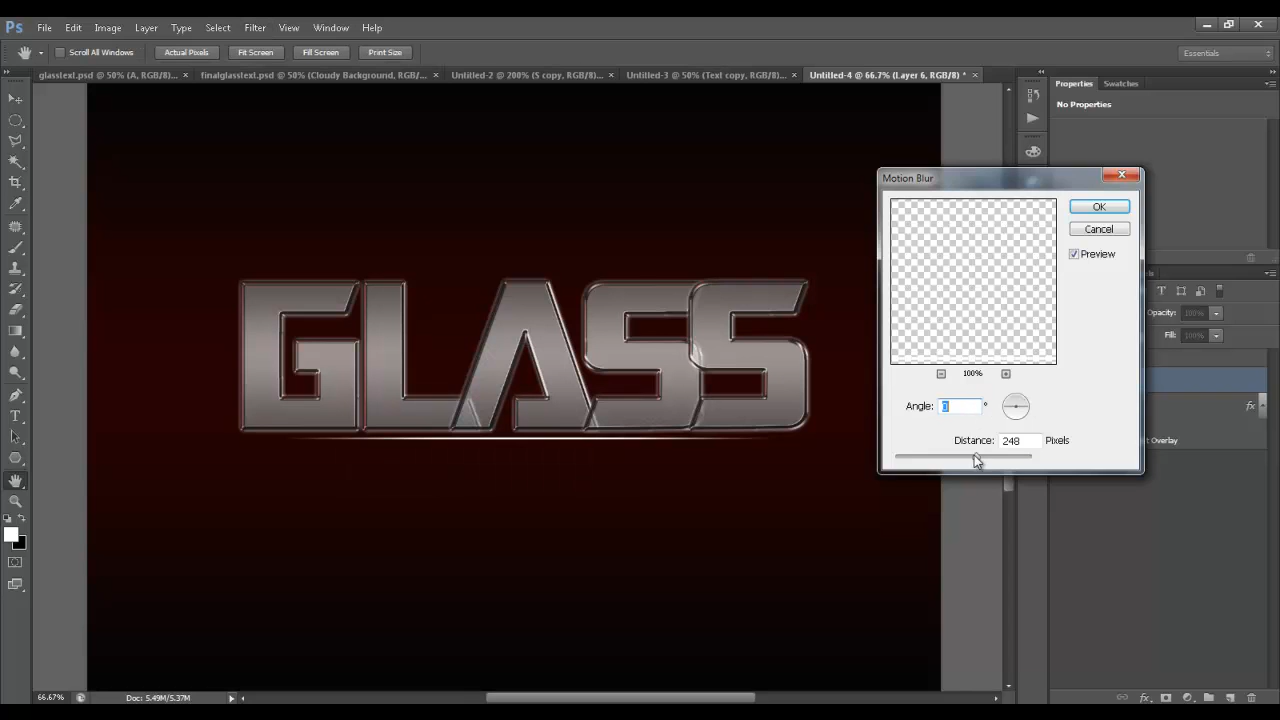 Ps File Edit Image Layer Type Select Filter View Window Help
Scroll All Windows Actual Pixels Fit Screen Fill Screen Print Size Essentials
glasstext.psd @ 50% (A, RGB/8)... × finalglasstext.psd @ 50% (Cloudy Background, RGB/... × Untitled-2 @ 200% (S copy, RGB/8)... × Untitled-3 @ 50% (Text copy, RGB/8)... × Untitled-4 @ 66.7% (Layer 6, RGB/8) * ×
Properties Swatches
No Properties
Motion Blur
OK
Cancel
Preview
100%
Angle: 0 °
Distance: 248 Pixels
GLASS
Opacity: 100%
Fill: 100%
fx
t Overlay
66.67% Doc: 5.49M/5.37M